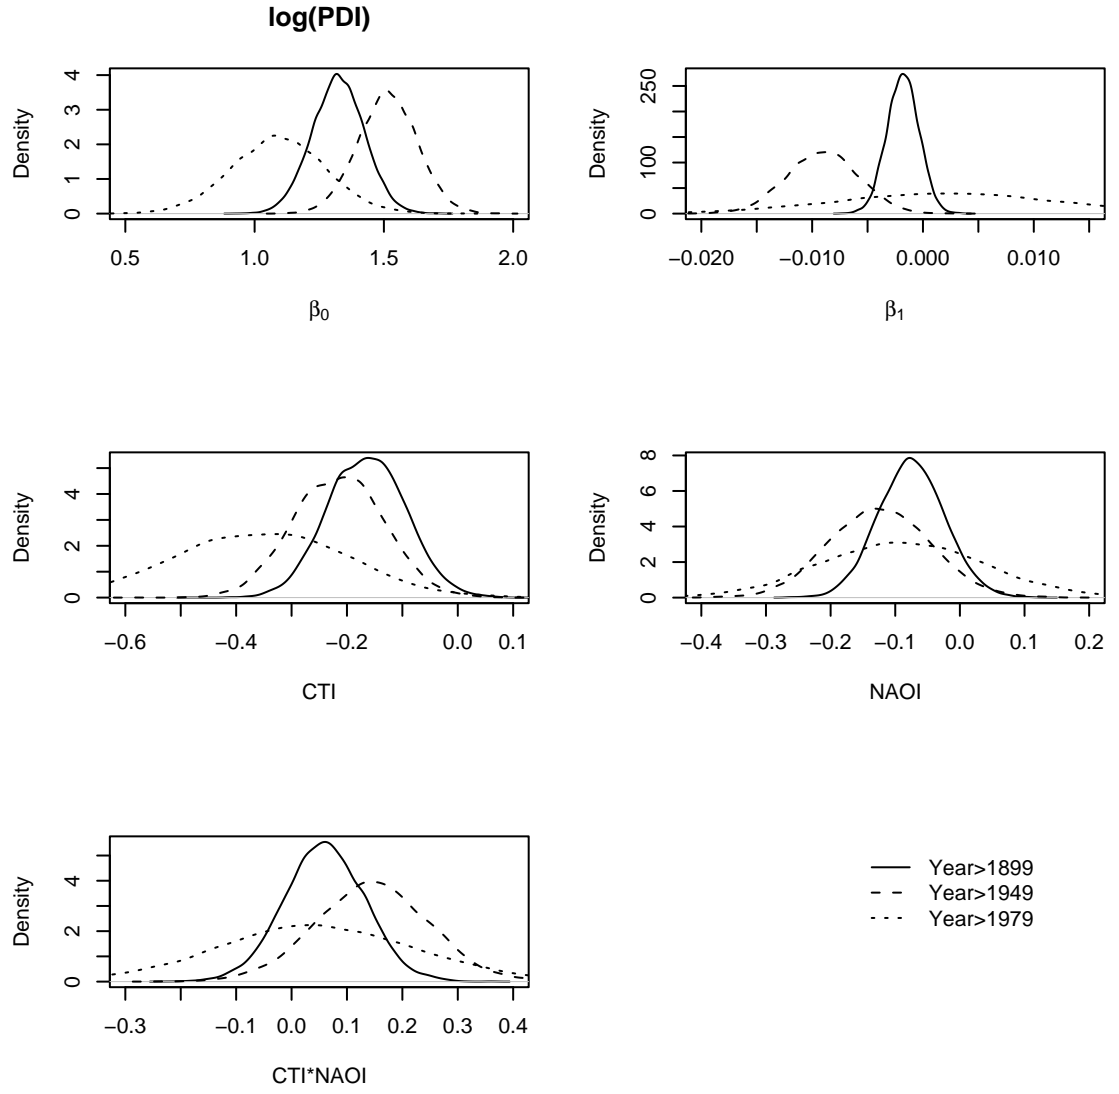 log(PDI)
Density
0 1 2 3 4
0.5 1.0 1.5 2.0
β0
Density
0 100 250
−0.020 −0.010 0.000 0.010
β1
Density
0 2 4
−0.6 −0.4 −0.2 0.0 0.1
CTI
Density
0 2 4 6 8
−0.4 −0.3 −0.2 −0.1 0.0 0.1 0.2
NAOI
Density
0 2 4
−0.3 −0.1 0.0 0.1 0.2 0.3 0.4
CTI*NAOI
Year>1899
Year>1949
Year>1979